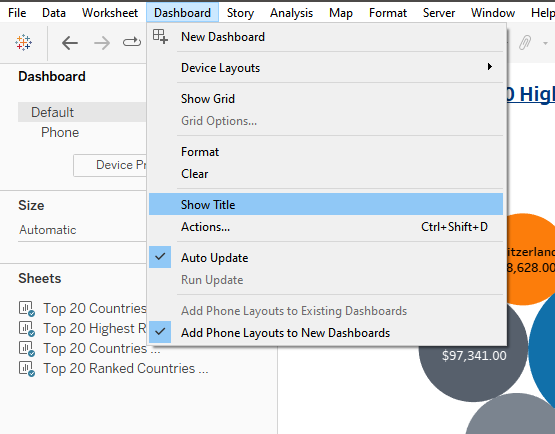 File Data Worksheet Dashboard Story Analysis Map Format Server Window Help
New Dashboard
Device Layouts
Show Grid
Grid Options...
Format
Clear
Show Title
Actions... Ctrl+Shift+D
Auto Update
Run Update
Add Phone Layouts to Existing Dashboards
Add Phone Layouts to New Dashboards
Dashboard
Default
Phone
Device Pr
Size
Automatic
Sheets
Top 20 Countries
Top 20 Highest R
Top 20 Countries ...
Top 20 Ranked Countries ...
0 High
itzerland
8,628.00
$97,341.00